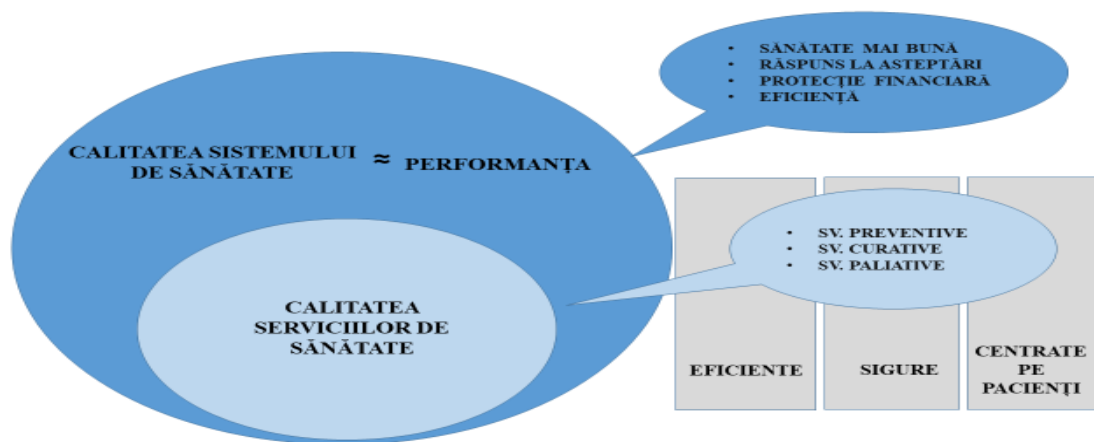 • SĂNĂTATE MAI BUNĂ
• RĂSPUNS LA ASTEPTĂRI
• PROTECȚIE FINANCIARĂ
• EFICIENȚĂ
CALITATEA SISTEMULUI
DE SĂNĂTATE
≈
PERFORMANȚA
• SV. PREVENTIVE
• SV. CURATIVE
• SV. PALIATIVE
CALITATEA
SERVICIILOR DE
SĂNĂTATE
EFICIENTE
SIGURE
CENTRATE
PE
PACIENȚI